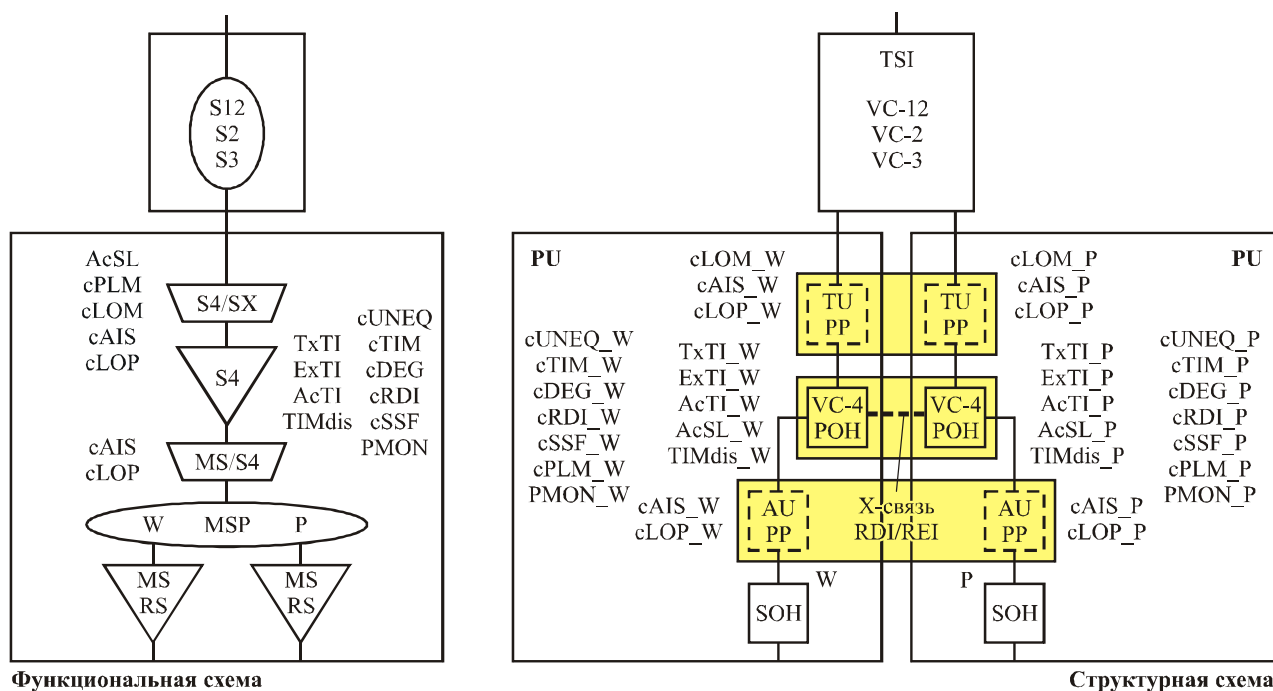 S12
S2
S3
AcSL
cPLM
cLOM
cAIS
cLOP
S4/SX
S4
TxTI
ExTI
AcTI
TIMdis
cUNEQ
cTIM
cDEG
cRDI
cSSF
PMON
cAIS
cLOP
MS/S4
W MSP P
MS
RS
MS
RS
Функциональная схема
TSI
VC-12
VC-2
VC-3
PU
cLOM_W
cAIS_W
cLOP_W
TU
PP
TU
PP
cLOM_P
cAIS_P
cLOP_P
PU
cUNEQ_W
cTIM_W
cDEG_W
cRDI_W
cSSF_W
cPLM_W
PMON_W
TxTI_W
ExTI_W
AcTI_W
AcSL_W
TIMdis_W
VC-4
POH
VC-4
POH
TxTI_P
ExTI_P
AcTI_P
AcSL_P
TIMdis_P
cUNEQ_P
cTIM_P
cDEG_P
cRDI_P
cSSF_P
cPLM_P
PMON_P
cAIS_W
cLOP_W
AU
PP
X-связь
RDI/REI
AU
PP
cAIS_P
cLOP_P
W
P
SOH
SOH
Структурная схема